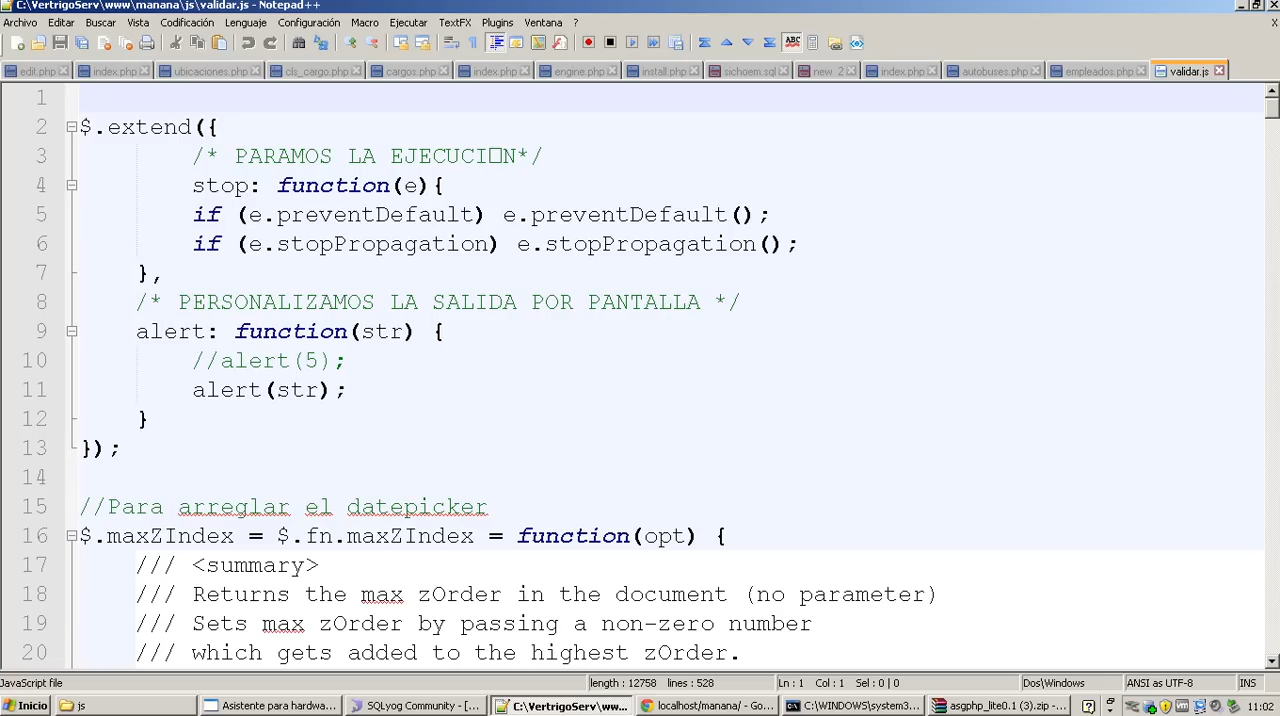 C:\VertrigoServ\www\manana\js\validar.js - Notepad++
Archivo Editar Buscar Vista Codificación Lenguaje Configuración Macro Ejecutar TextFX Plugins Ventana ? X
edit.php index.php ubicaciones.php cls_cargo.php cargos.php index.php engine.php install.php sichoem.sql new 2 index.php autobuses.php empleados.php validar.js
1
2 $.extend({
3 /* PARAMOS LA EJECUCI□N*/
4 stop: function(e){
5 if (e.preventDefault) e.preventDefault();
6 if (e.stopPropagation) e.stopPropagation();
7 },
8 /* PERSONALIZAMOS LA SALIDA POR PANTALLA */
9 alert: function(str) {
10 //alert(5);
11 alert(str);
12 }
13 });
14
15 //Para arreglar el datepicker
16 $.maxZIndex = $.fn.maxZIndex = function(opt) {
17 /// <summary>
18 /// Returns the max zOrder in the document (no parameter)
19 /// Sets max zOrder by passing a non-zero number
20 /// which gets added to the highest zOrder.
JavaScript file length : 12758 lines : 528 Ln : 1 Col : 1 Sel : 0 | 0 Dos\Windows ANSI as UTF-8 INS
Inicio js Asistente para hardwa... SQLyog Community - [... C:\VertrigoServ\www... localhost/manana/ - Goo... C:\WINDOWS\system3... asgphp_lite0.1 (3).zip - ... 11:02